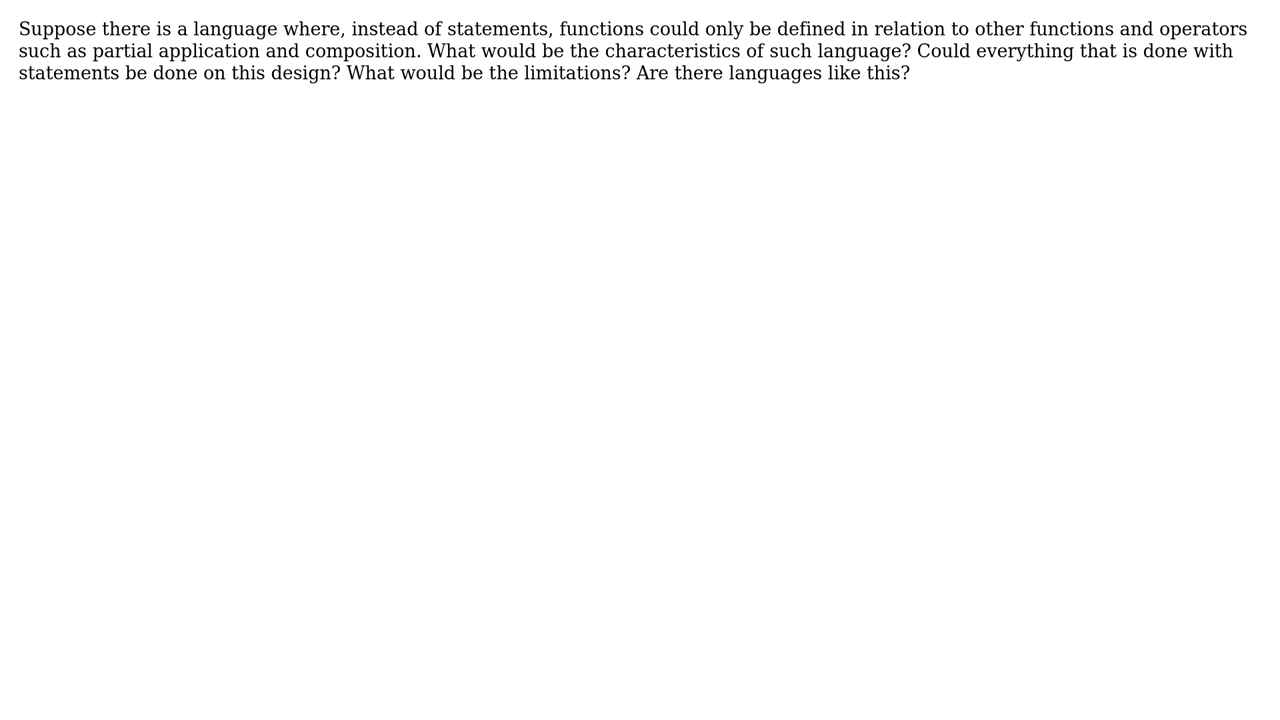 Suppose there is a language where, instead of statements, functions could only be defined in relation to other functions and operators
such as partial application and composition. What would be the characteristics of such language? Could everything that is done with
statements be done on this design? What would be the limitations? Are there languages like this?